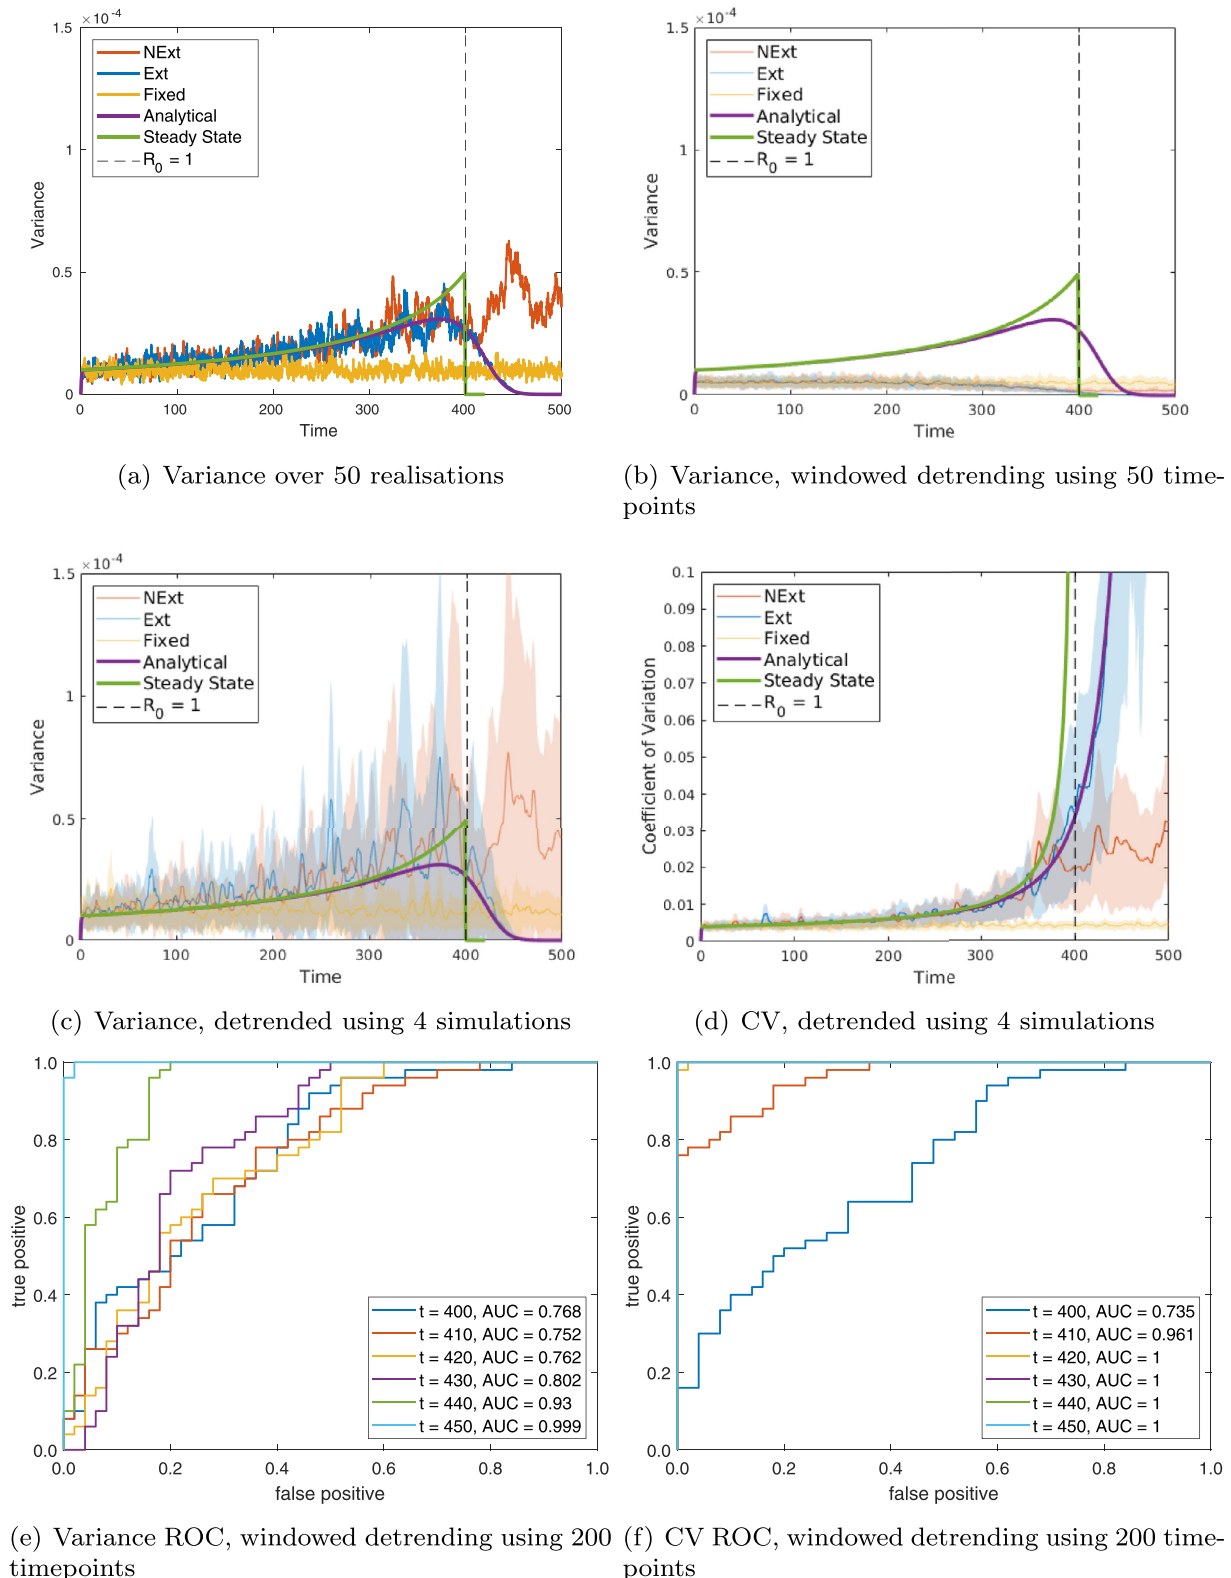 ×10⁻⁴
1.5
1
0.5
0
Variance
NExt
Ext
Fixed
Analytical
Steady State
R₀ = 1
0 100 200 300 400 500
Time
(a) Variance over 50 realisations
×10⁻⁴
1.5
1
0.5
0
Variance
NExt
Ext
Fixed
Analytical
Steady State
R₀ = 1
0 100 200 300 400 500
Time
(b) Variance, windowed detrending using 50 time-
points
×10⁻⁴
1.5
1
0.5
0
Variance
NExt
Ext
Fixed
Analytical
Steady State
R₀ = 1
0 100 200 300 400 500
Time
(c) Variance, detrended using 4 simulations
0.1
0.09
0.08
0.07
0.06
0.05
0.04
0.03
0.02
0.01
0
Coefficient of Variation
NExt
Ext
Fixed
Analytical
Steady State
R₀ = 1
0 100 200 300 400 500
Time
(d) CV, detrended using 4 simulations
1.0
0.8
0.6
0.4
0.2
0.0
true positive
t = 400, AUC = 0.768
t = 410, AUC = 0.752
t = 420, AUC = 0.762
t = 430, AUC = 0.802
t = 440, AUC = 0.93
t = 450, AUC = 0.999
0.0 0.2 0.4 0.6 0.8 1.0
false positive
(e) Variance ROC, windowed detrending using 200
timepoints
1.0
0.8
0.6
0.4
0.2
0.0
true positive
t = 400, AUC = 0.735
t = 410, AUC = 0.961
t = 420, AUC = 1
t = 430, AUC = 1
t = 440, AUC = 1
t = 450, AUC = 1
0.0 0.2 0.4 0.6 0.8 1.0
false positive
(f) CV ROC, windowed detrending using 200 time-
points